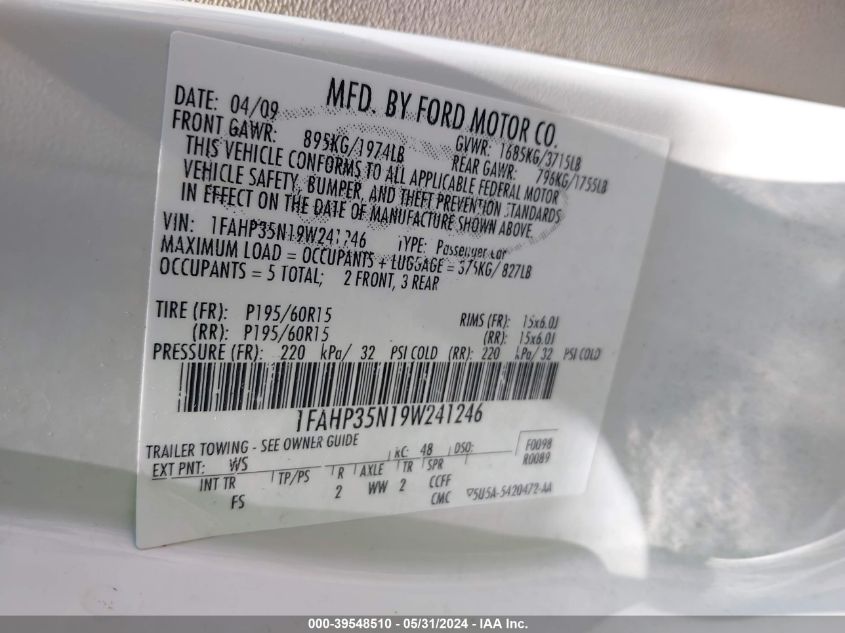 MFD. BY FORD MOTOR CO.
DATE: 04/09 GVWR: 1685KG/3715LB
FRONT GAWR: 895KG/1974LB REAR GAWR: 796KG/1755LB
THIS VEHICLE CONFORMS TO ALL APPLICABLE FEDERAL MOTOR
VEHICLE SAFETY, BUMPER, AND THEFT PREVENTION STANDARDS
IN EFFECT ON THE DATE OF MANUFACTURE SHOWN ABOVE.
VIN: 1FAHP35N19W241246 TYPE: Passenger Car
MAXIMUM LOAD = OCCUPANTS + LUGGAGE = 375KG/ 827LB
OCCUPANTS = 5 TOTAL; 2 FRONT, 3 REAR
TIRE (FR): P195/60R15 RIMS (FR): 15x6.0J
(RR): P195/60R15 (RR): 15x6.0J
PRESSURE (FR): 220 kPa/ 32 PSI COLD (RR): 220 kPa/ 32 PSI COLD
1FAHP35N19W241246
TRAILER TOWING - SEE OWNER GUIDE
EXT PNT: WS RC: 48 DSO: F0098
R0089
INT TR TP/PS R AXLE TR SPR
FS 2 WW 2 CCFF
CMC 5U5A-5420472-AA
000-39548510 - 05/31/2024 - IAA Inc.